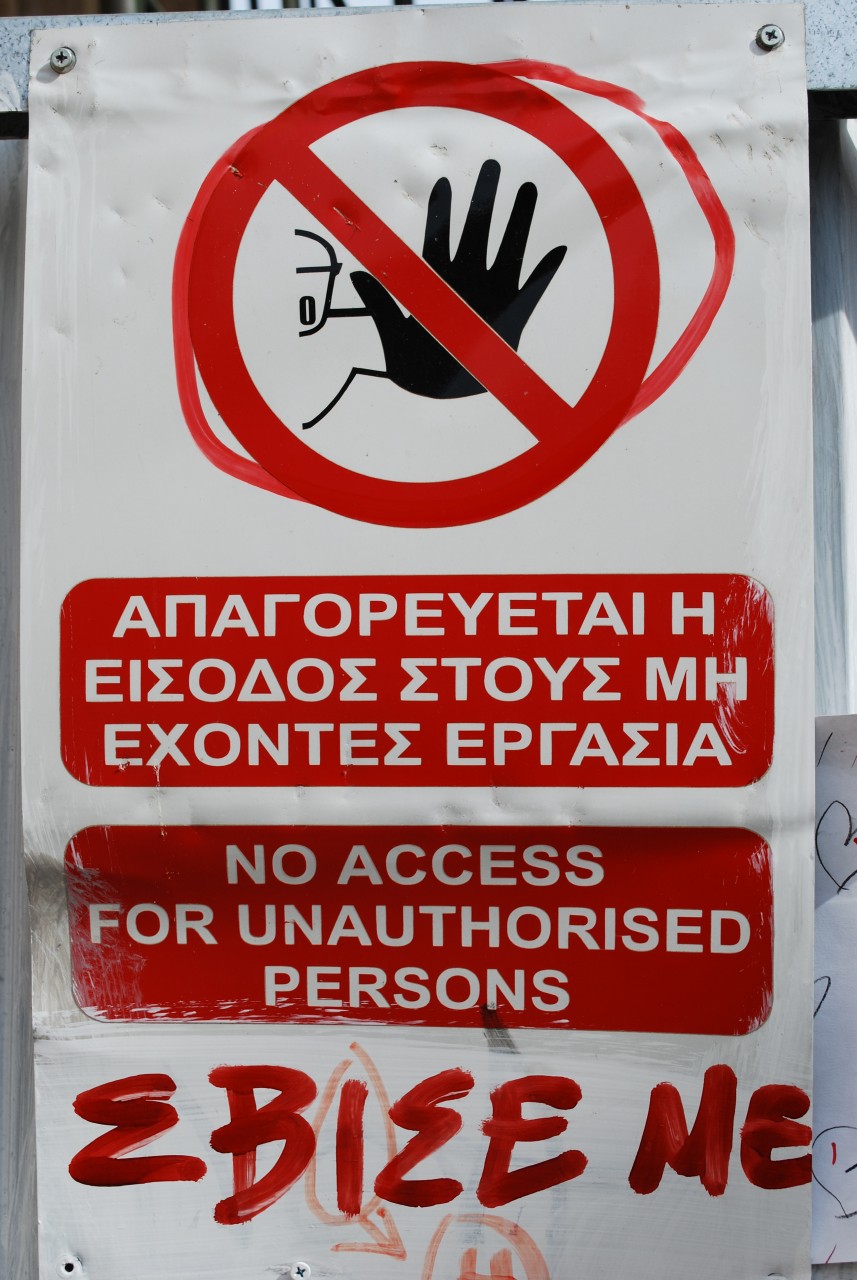 ΑΠΑΓΟΡΕΥΕΤΑΙ Η
ΕΙΣΟΔΟΣ ΣΤΟΥΣ ΜΗ
ΕΧΟΝΤΕΣ ΕΡΓΑΣΙΑ
NO ACCESS
FOR UNAUTHORISED
PERSONS
ΣΒΙΣΕ ΜΕ